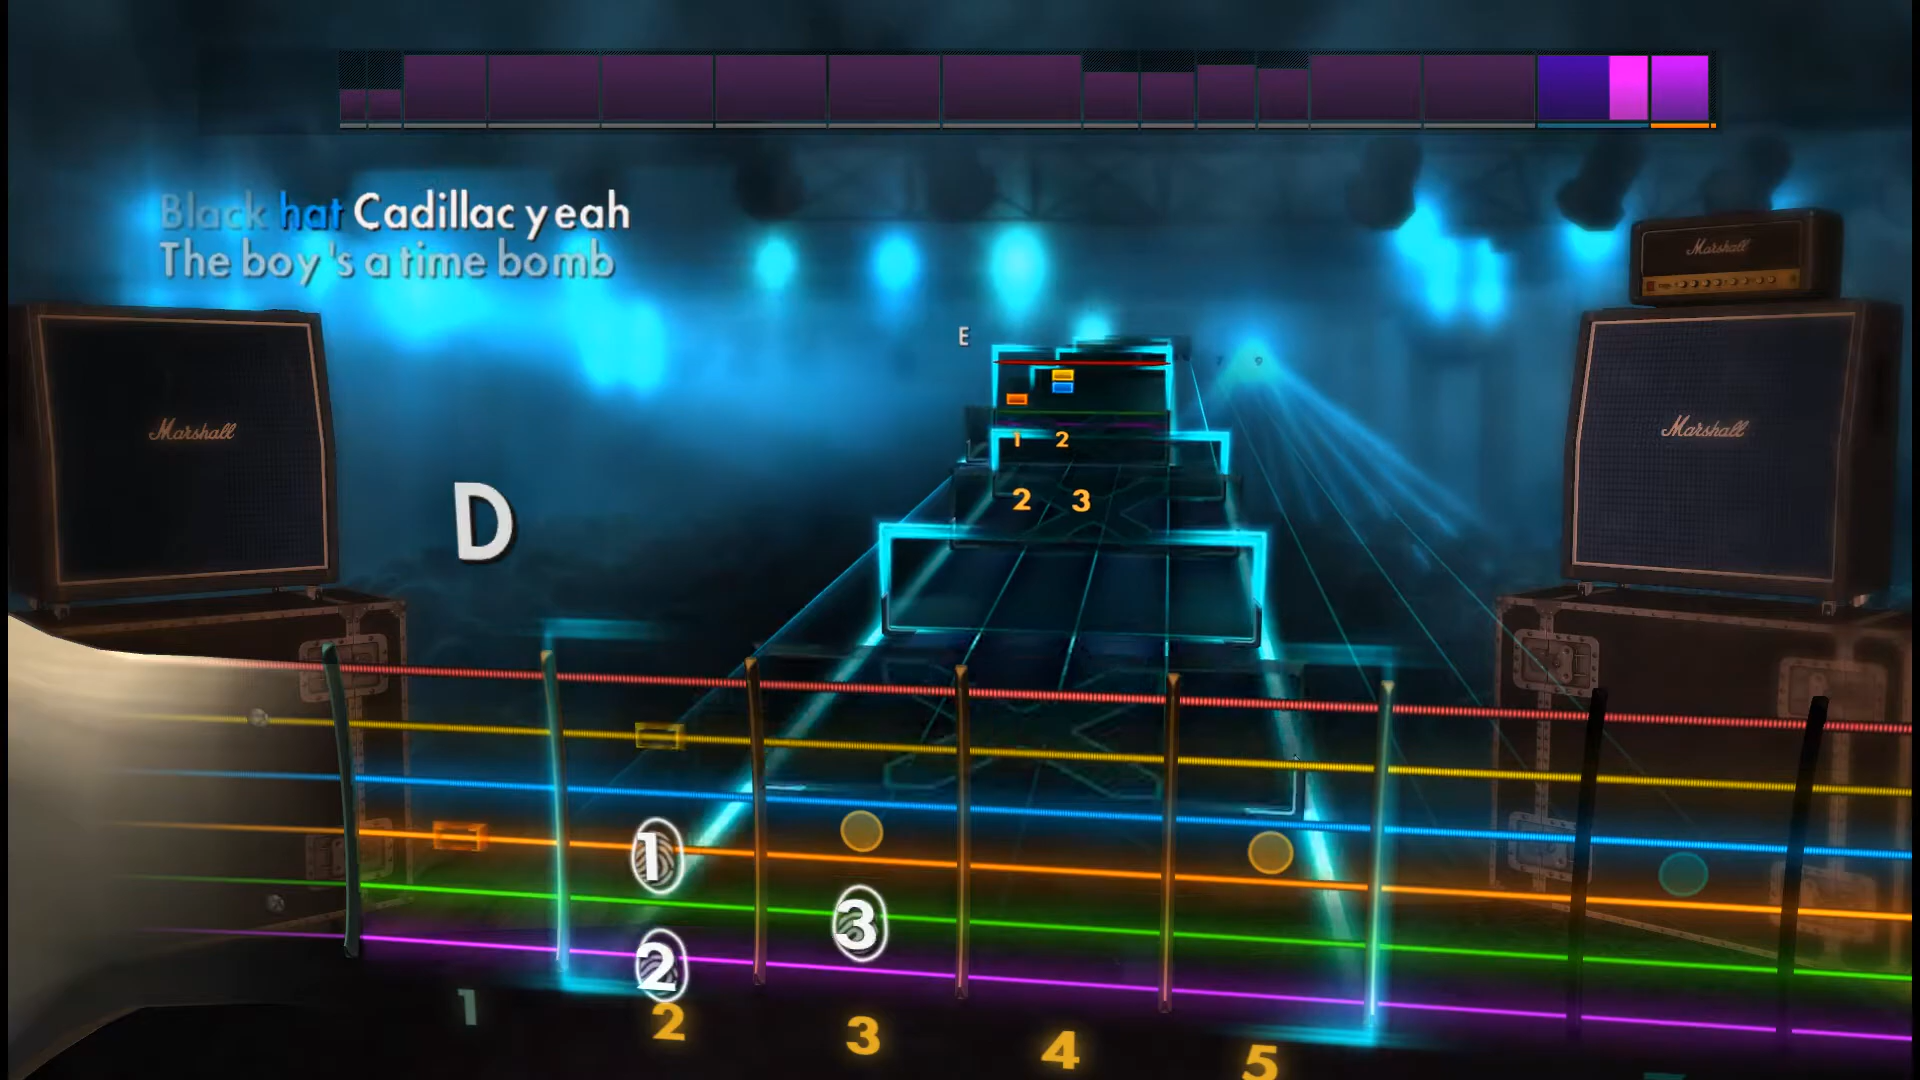 Black hat Cadillac yeah
The boy's a time bomb
Marshall
E
Marshall
Marshall
1 2
2 3
D
1
3
2
1 2 3 4 5